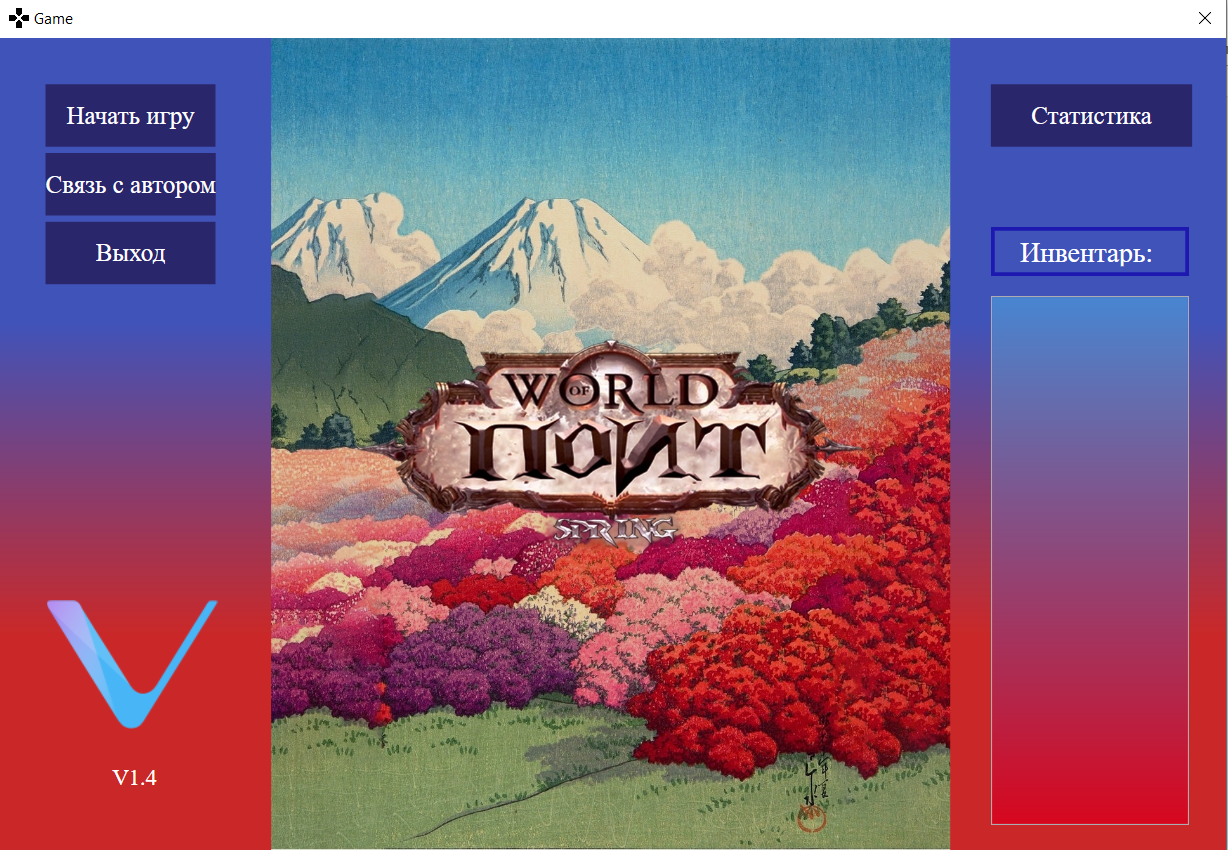 Game
Начать игру
Связь с автором
Выход
V1.4
WORLD
OF
ПОИТ
SPRING
Статистика
Инвентарь: